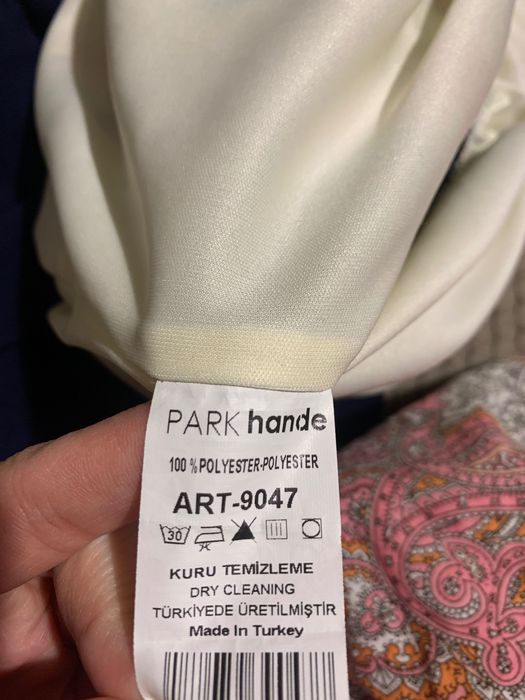 PARK hande
100 % POLYESTER-POLYESTER
ART-9047
30
KURU TEMİZLEME
DRY CLEANING
TÜRKİYEDE ÜRETİLMİŞTİR
Made In Turkey